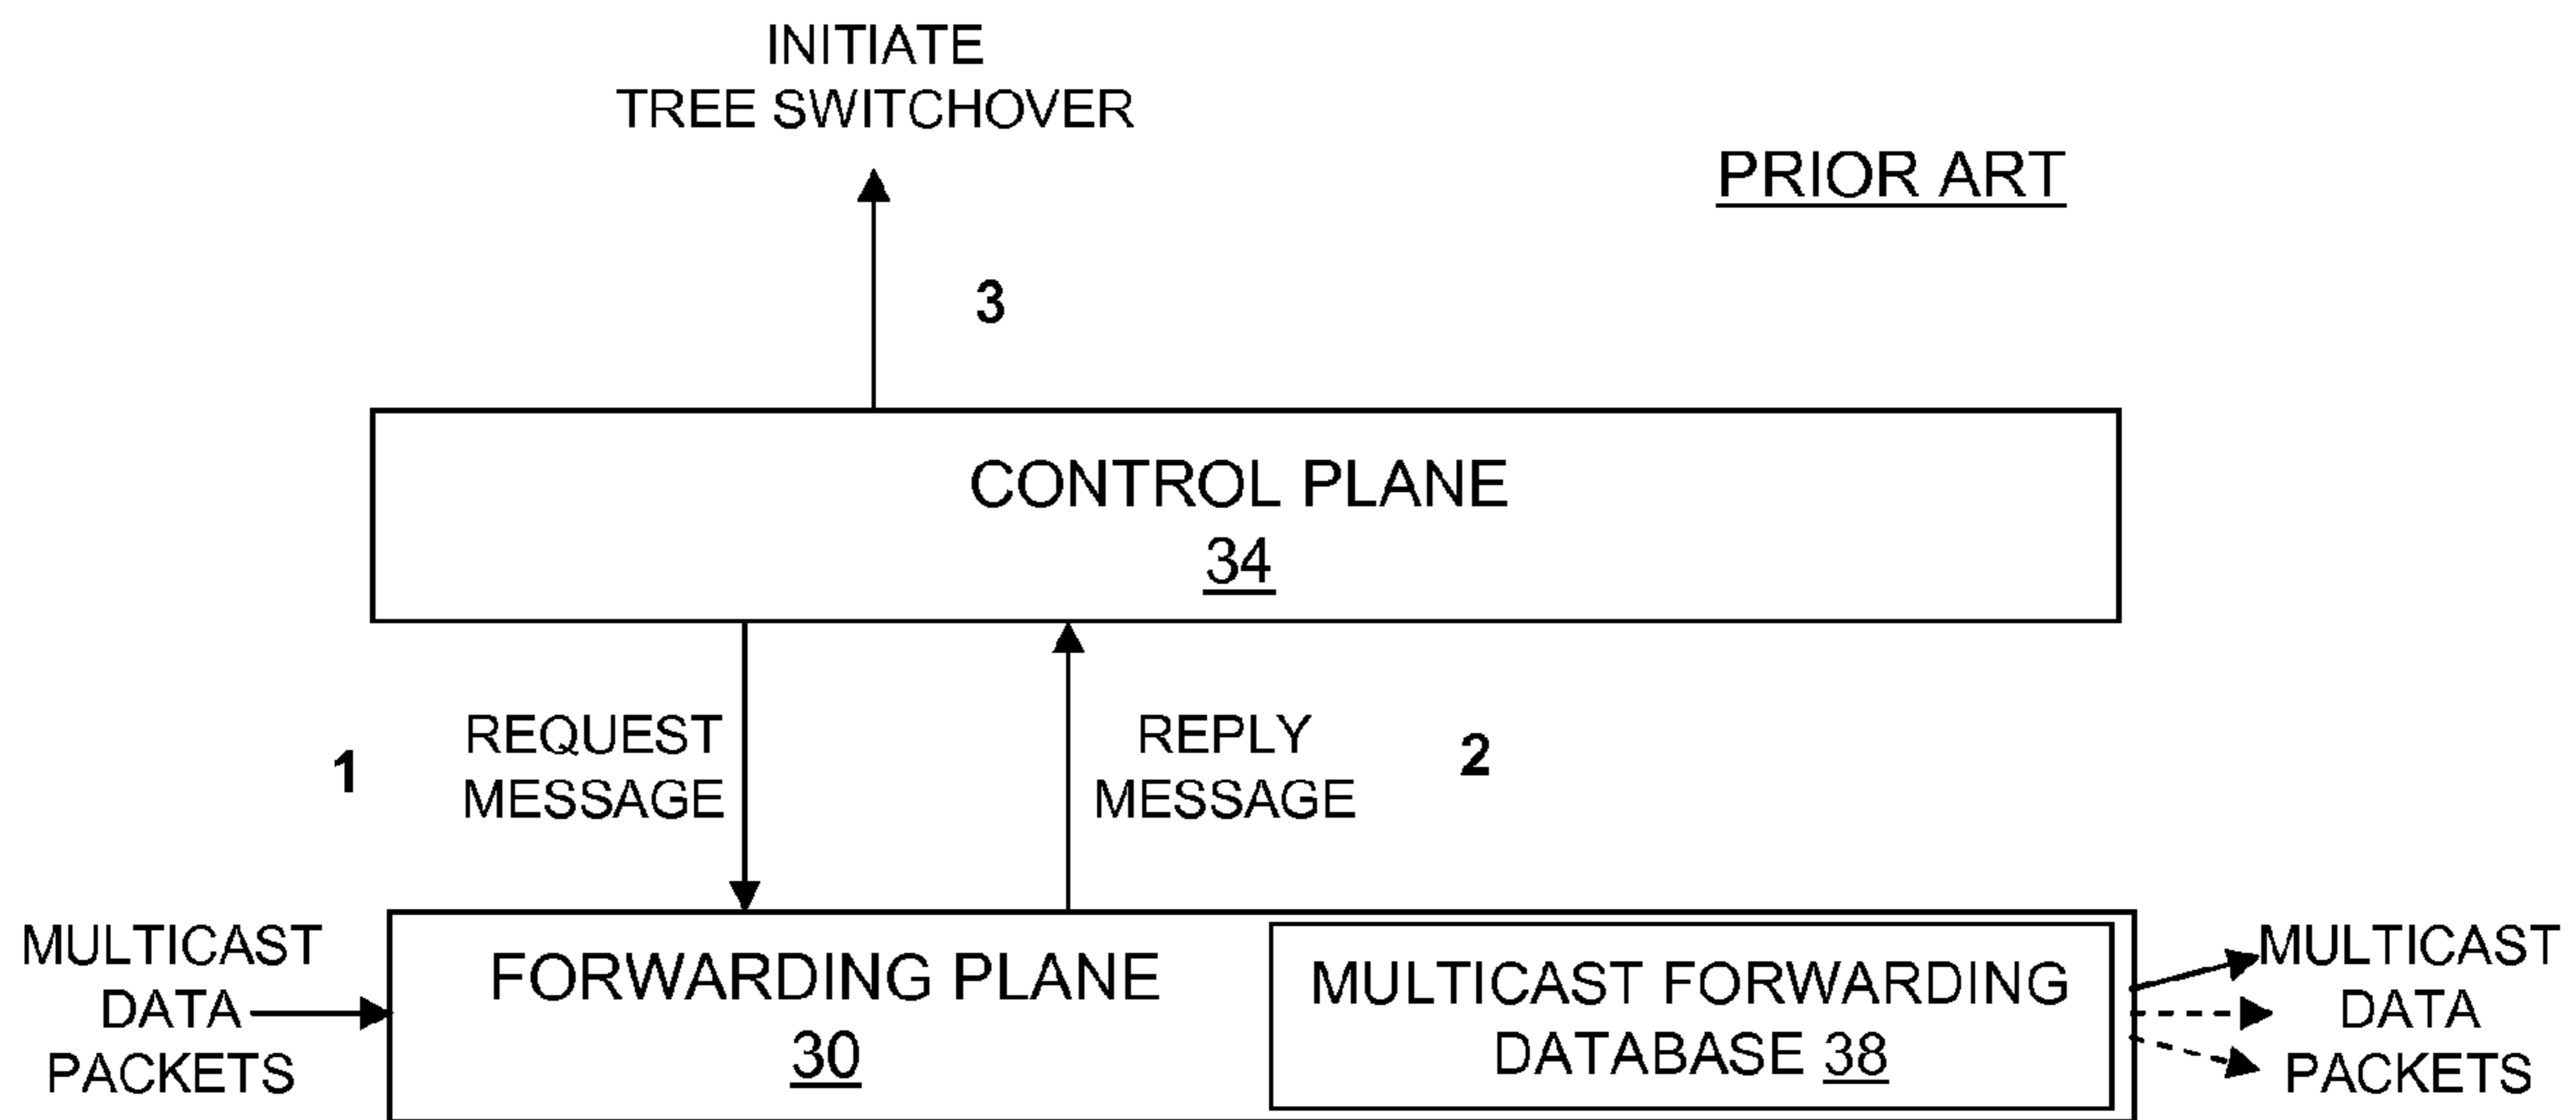 INITIATE
TREE SWITCHOVER
PRIOR ART
3
CONTROL PLANE
34
1
REQUEST
MESSAGE
REPLY
MESSAGE
2
MULTICAST
DATA
PACKETS
FORWARDING PLANE
30
MULTICAST FORWARDING
DATABASE 38
MULTICAST
DATA
PACKETS